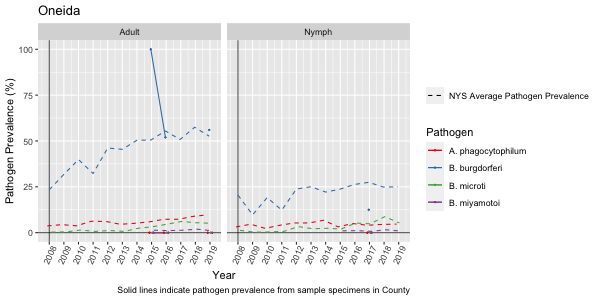 Oneida
Adult
Nymph
Pathogen Prevalence (%)
100
75
50
25
0
2008 2009 2010 2011 2012 2013 2014 2015 2016 2017 2018 2019
2008 2009 2010 2011 2012 2013 2014 2015 2016 2017 2018 2019
Year
Solid lines indicate pathogen prevalence from sample specimens in County
NYS Average Pathogen Prevalence
Pathogen
A. phagocytophilum
B. burgdorferi
B. microti
B. miyamotoi